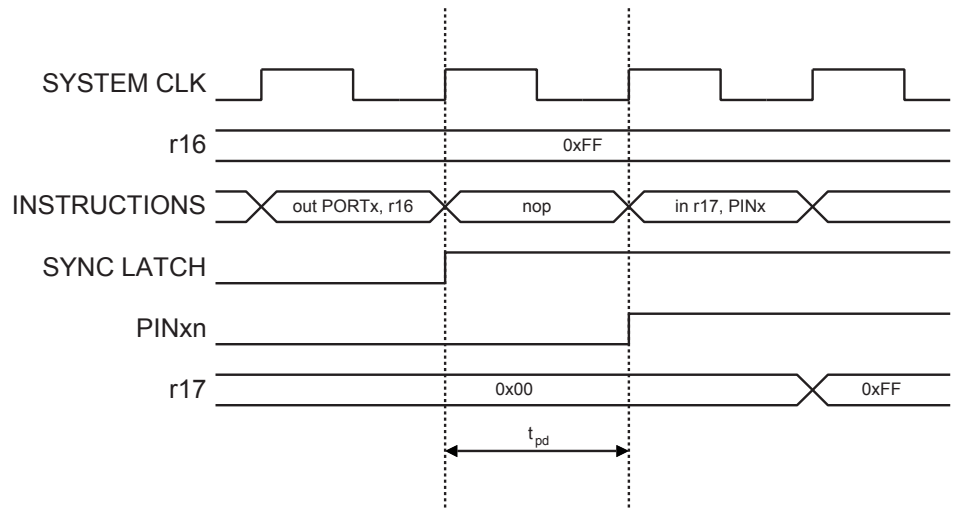 SYSTEM CLK
r16
0xFF
INSTRUCTIONS
out PORTx, r16
nop
in r17, PINx
SYNC LATCH
PINxn
r17
0x00
0xFF
tpd